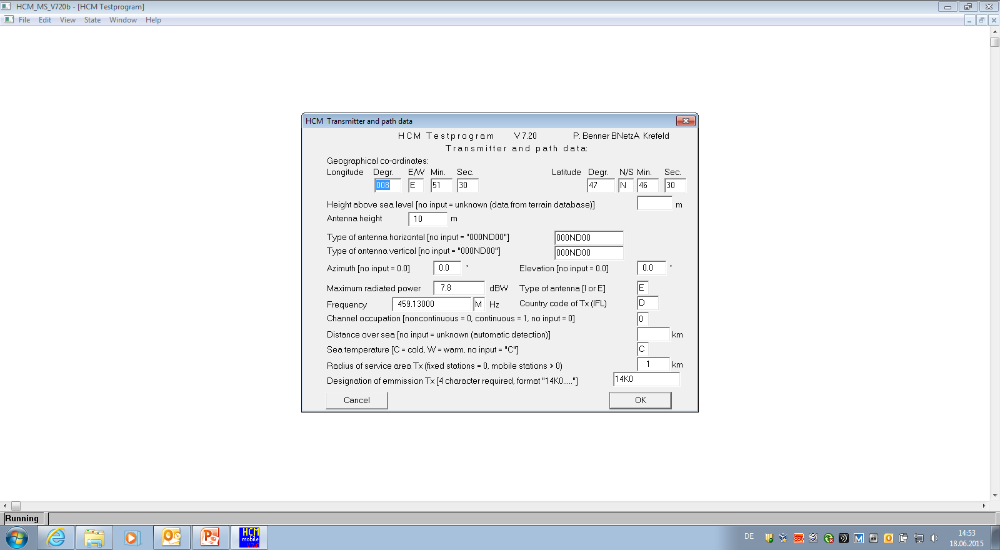 HCM_MS_V720b - [HCM Testprogram]
File Edit View State Window Help
HCM Transmitter and path data
HCM Testprogram V 7.20 P. Benner BNetzA Krefeld
Transmitter and path data:
Geographical co-ordinates:
Longitude Degr. E/W Min. Sec. Latitude Degr. N/S Min. Sec.
008 E 51 30 47 N 46 30
Height above sea level [no input = unknown (data from terrain database)] m
Antenna height 10 m
Type of antenna horizontal [no input = "000ND00"] 000ND00
Type of antenna vertical [no input = "000ND00"] 000ND00
Azimuth [no input = 0.0] 0.0 ° Elevation [no input = 0.0] 0.0 °
Maximum radiated power 7.8 dBW Type of antenna [I or E] E
Frequency 459.13000 M Hz Country code of Tx (IFL) D
Channel occupation [noncontinuous = 0, continuous = 1, no input = 0] 0
Distance over sea [no input = unknown (automatic detection)] km
Sea temperature [C = cold, W = warm, no input = "C"] C
Radius of service area Tx (fixed stations = 0, mobile stations > 0) 1 km
Designation of emmission Tx [4 character required, format "14K0....."] 14K0
Cancel OK
Running
HCM mobile V 7.0
DE
14:53
18.06.2015